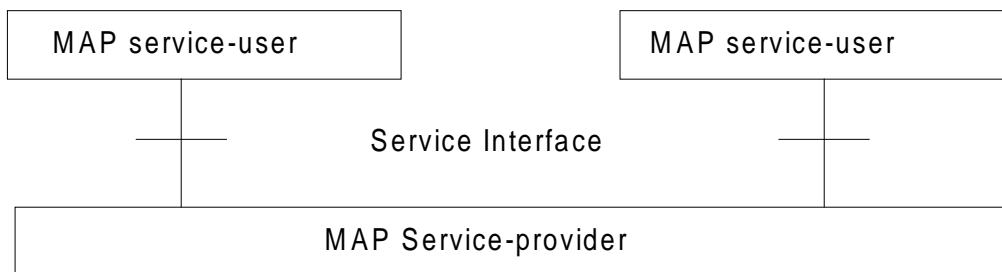 MAP service-user
MAP service-user
Service Interface
MAP Service-provider